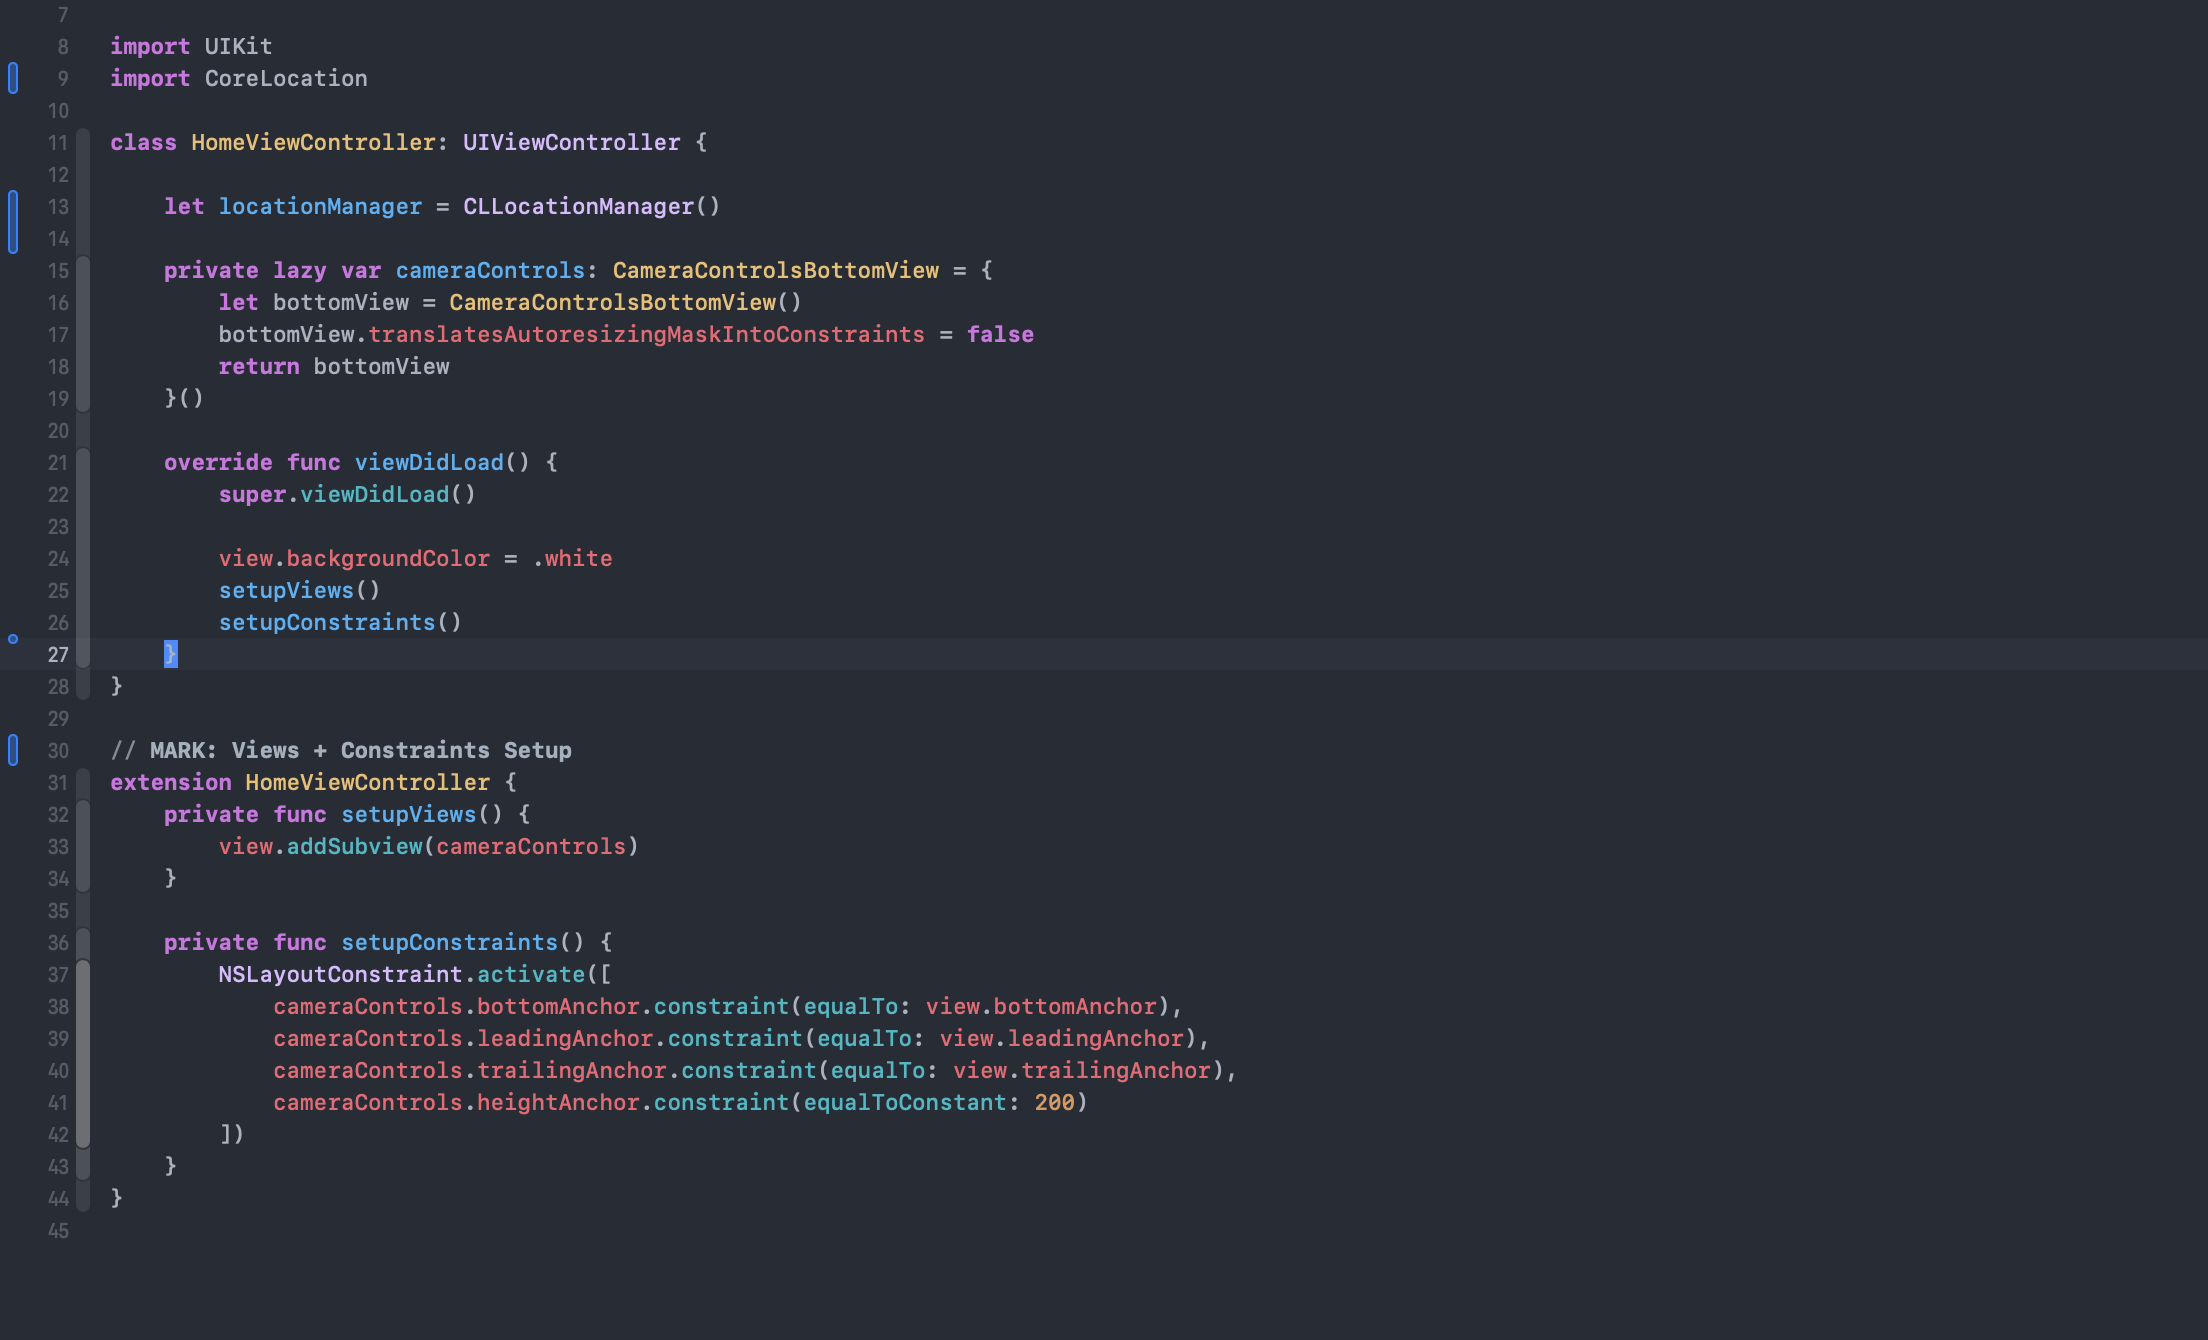 7
8 import UIKit
9 import CoreLocation
10
11 class HomeViewController: UIViewController {
12
13     let locationManager = CLLocationManager()
14
15     private lazy var cameraControls: CameraControlsBottomView = {
16         let bottomView = CameraControlsBottomView()
17         bottomView.translatesAutoresizingMaskIntoConstraints = false
18         return bottomView
19     }()
20
21     override func viewDidLoad() {
22         super.viewDidLoad()
23
24         view.backgroundColor = .white
25         setupViews()
26         setupConstraints()
27     }
28 }
29
30 // MARK: Views + Constraints Setup
31 extension HomeViewController {
32     private func setupViews() {
33         view.addSubview(cameraControls)
34     }
35
36     private func setupConstraints() {
37         NSLayoutConstraint.activate([
38             cameraControls.bottomAnchor.constraint(equalTo: view.bottomAnchor),
39             cameraControls.leadingAnchor.constraint(equalTo: view.leadingAnchor),
40             cameraControls.trailingAnchor.constraint(equalTo: view.trailingAnchor),
41             cameraControls.heightAnchor.constraint(equalToConstant: 200)
42         ])
43     }
44 }
45